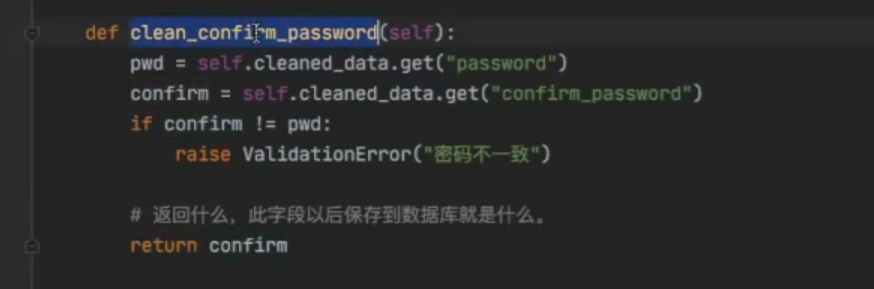 def clean_confirm_password(self):
pwd = self.cleaned_data.get("password")
confirm = self.cleaned_data.get("confirm_password")
if confirm != pwd:
raise ValidationError("密码不一致")
# 返回什么，此字段以后保存到数据库就是什么。
return confirm